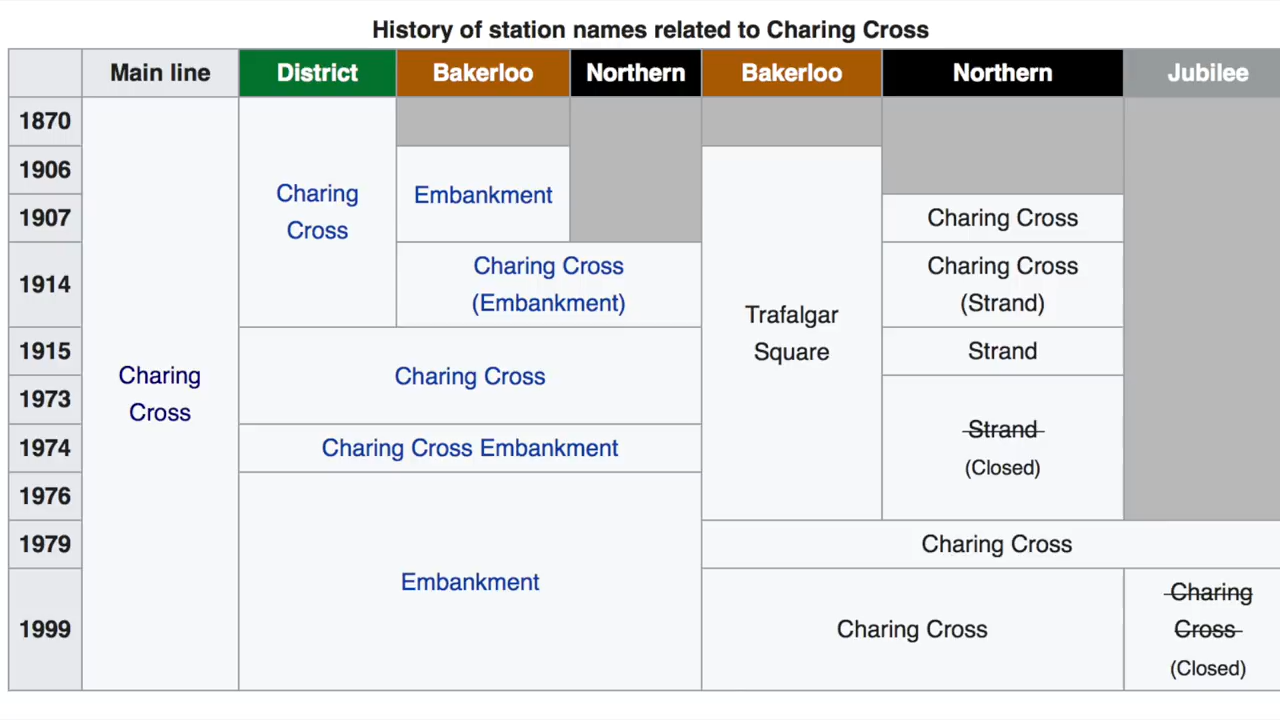 History of station names related to Charing Cross
Main line District Bakerloo Northern Bakerloo Northern Jubilee
1870
1906
Charing
Cross
Embankment
1907
Charing Cross
1914
Charing Cross
(Embankment)
Charing Cross
(Strand)
Trafalgar
Square
1915
Strand
Charing
Cross
Charing Cross
1973
Strand
(Closed)
1974
Charing Cross Embankment
1976
1979
Charing Cross
Embankment
1999
Charing Cross
Charing
Cross
(Closed)